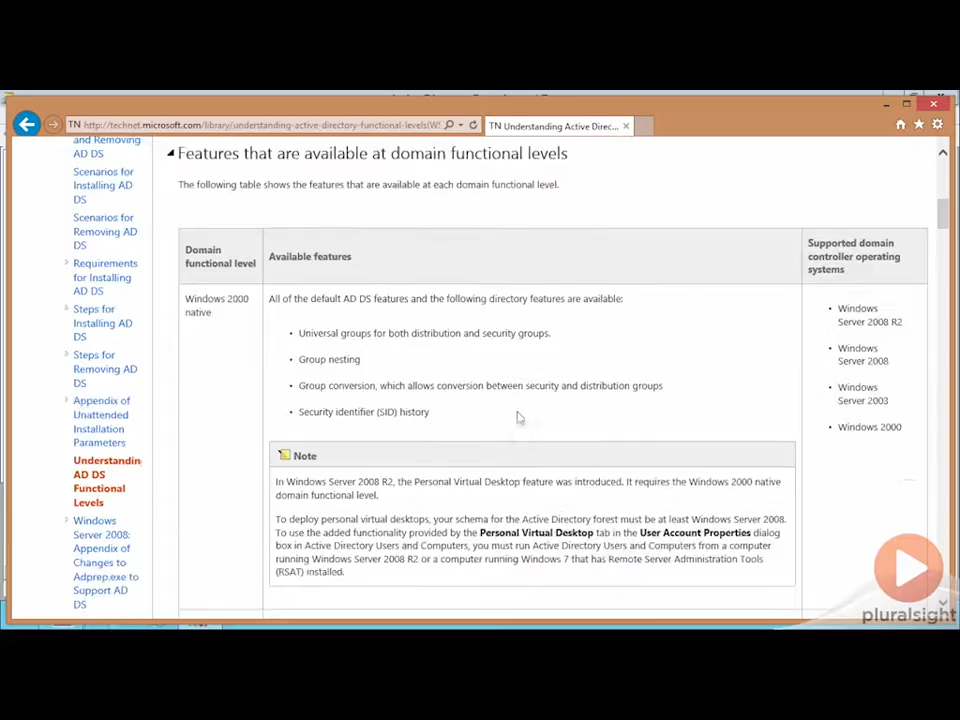 TN http://technet.microsoft.com/library/understanding-active-directory-functional-levels(WS
TN Understanding Active Direc...
and Removing
AD DS
Scenarios for
Installing AD
DS
Scenarios for
Removing AD
DS
Requirements
for Installing
AD DS
Steps for
Installing AD
DS
Steps for
Removing AD
DS
Appendix of
Unattended
Installation
Parameters
Understandin
AD DS
Functional
Levels
Windows
Server 2008:
Appendix of
Changes to
Adprep.exe to
Support AD
DS
Features that are available at domain functional levels
The following table shows the features that are available at each domain functional level.
Domain
functional level
Available features
Supported domain
controller operating
systems
Windows 2000
native
All of the default AD DS features and the following directory features are available:
• Universal groups for both distribution and security groups.
• Group nesting
• Group conversion, which allows conversion between security and distribution groups
• Security identifier (SID) history
Note
In Windows Server 2008 R2, the Personal Virtual Desktop feature was introduced. It requires the Windows 2000 native
domain functional level.
To deploy personal virtual desktops, your schema for the Active Directory forest must be at least Windows Server 2008.
To use the added functionality provided by the Personal Virtual Desktop tab in the User Account Properties dialog
box in Active Directory Users and Computers, you must run Active Directory Users and Computers from a computer
running Windows Server 2008 R2 or a computer running Windows 7 that has Remote Server Administration Tools
(RSAT) installed.
• Windows
Server 2008 R2
• Windows
Server 2008
• Windows
Server 2003
• Windows 2000
pluralsight